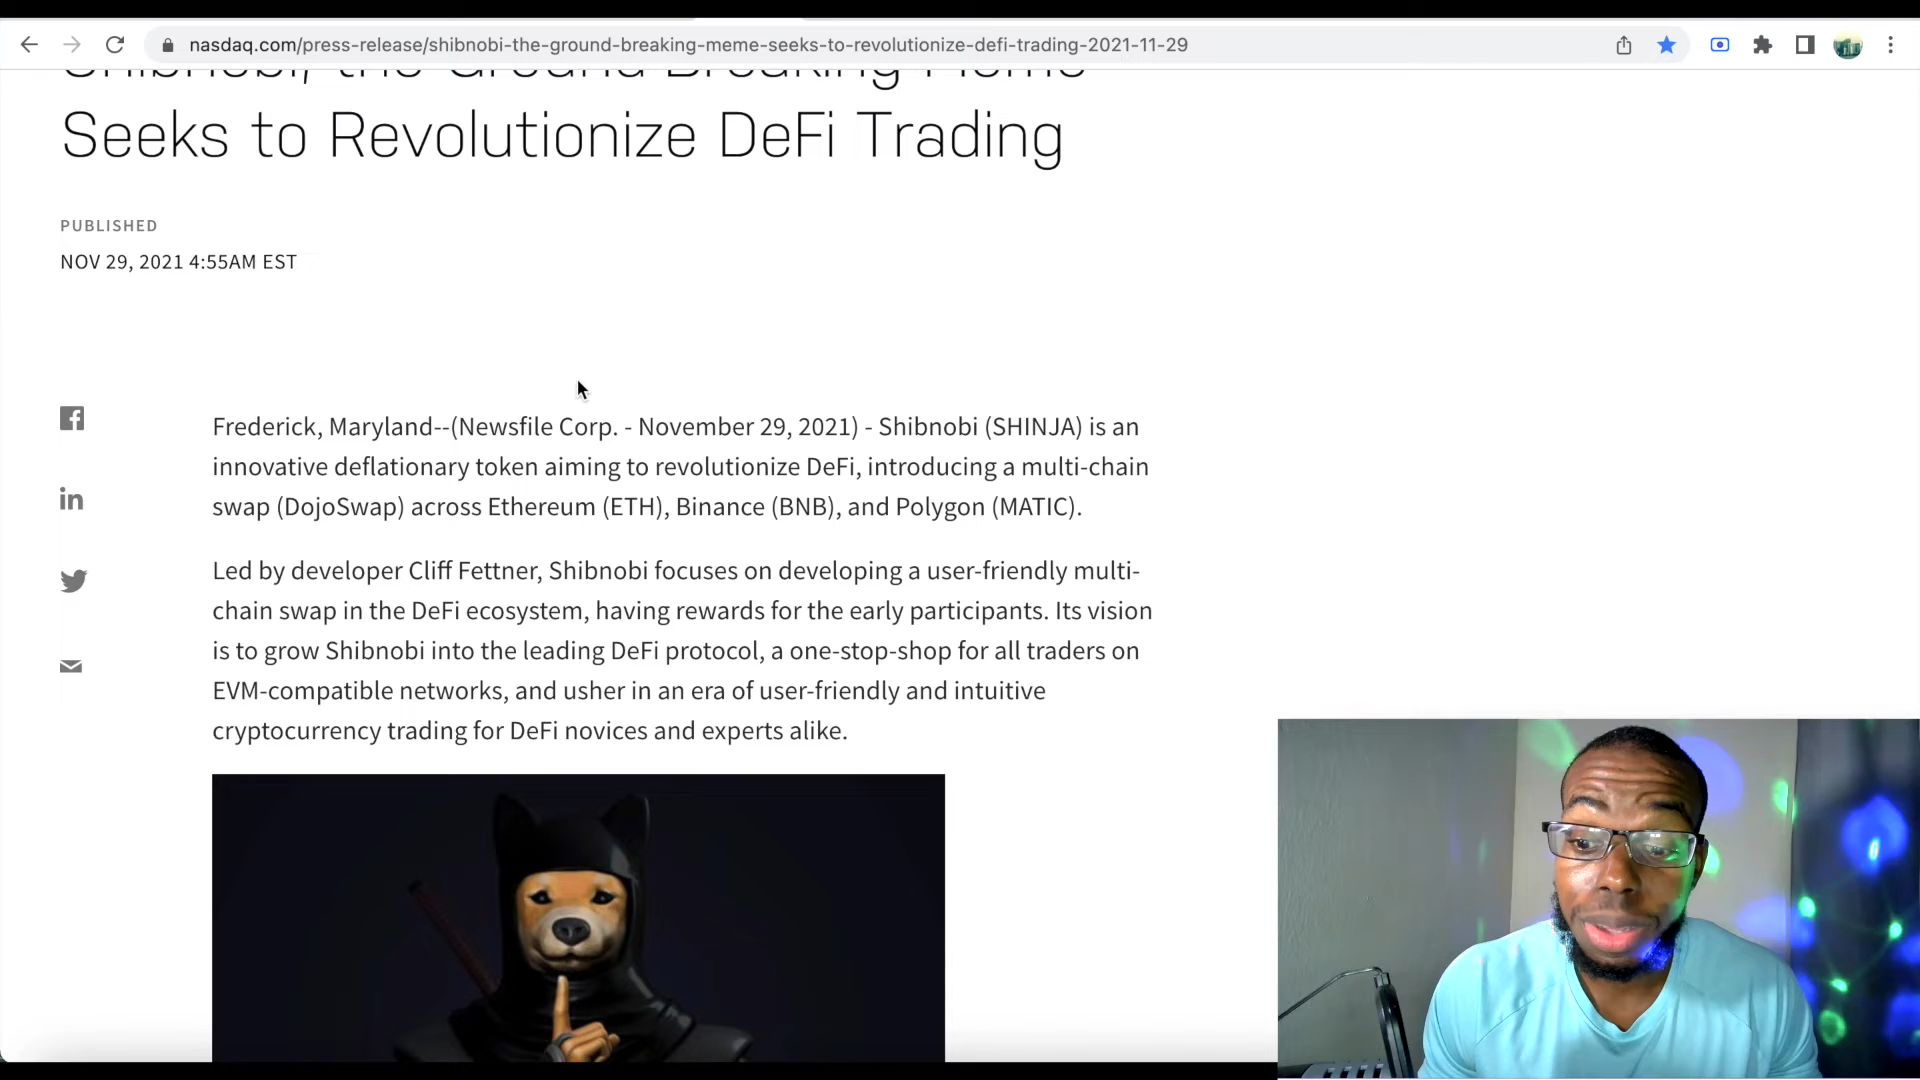 nasdaq.com/press-release/shibnobi-the-ground-breaking-meme-seeks-to-revolutionize-defi-trading-2021-11-29
Shibnobi, the Ground Breaking Meme
Seeks to Revolutionize DeFi Trading
PUBLISHED
NOV 29, 2021 4:55AM EST
Frederick, Maryland--(Newsfile Corp. - November 29, 2021) - Shibnobi (SHINJA) is an
innovative deflationary token aiming to revolutionize DeFi, introducing a multi-chain
swap (DojoSwap) across Ethereum (ETH), Binance (BNB), and Polygon (MATIC).
Led by developer Cliff Fettner, Shibnobi focuses on developing a user-friendly multi-
chain swap in the DeFi ecosystem, having rewards for the early participants. Its vision
is to grow Shibnobi into the leading DeFi protocol, a one-stop-shop for all traders on
EVM-compatible networks, and usher in an era of user-friendly and intuitive
cryptocurrency trading for DeFi novices and experts alike.